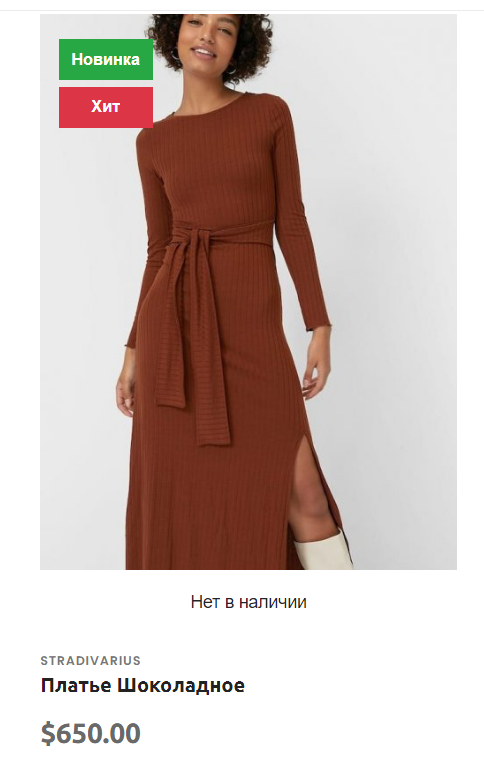 Новинка
Хит
Нет в наличии
STRADIVARIUS
Платье Шоколадное
$650.00